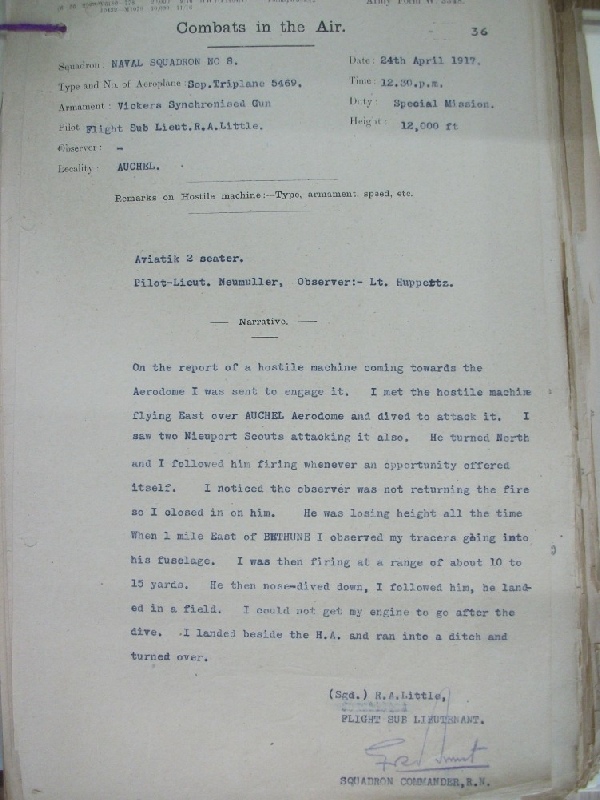 Combats in the Air.
36
Squadron: NAVAL SQUADRON NO 8.
Date: 24th April 1917.
Type and No. of Aeroplane: Sop.Triplane 5469.
Time: 12.30.p.m.
Armament: Vickers Synchronised Gun
Duty: Special Mission.
Pilot: Flight Sub Lieut.R.A.Little.
Height: 12,000 ft
Observer: -
Locality: AUCHEL.
Remarks on Hostile machine:—Type, armament, speed, etc.
Aviatik 2 seater.
Pilot-Lieut. Neumuller, Observer:- Lt. Huppertz.
— Narrative. —
On the report of a hostile machine coming towards the
Aerodome I was sent to engage it. I met the hostile machine
flying East over AUCHEL Aerodome and dived to attack it. I
saw two Nieuport Scouts attacking it also. He turned North
and I followed him firing whenever an opportunity offered
itself. I noticed the observer was not returning the fire
so I closed in on him. He was losing height all the time
When 1 mile East of BETHUNE I observed my tracers going into
his fuselage. I was then firing at a range of about 10 to
15 yards. He then nose-dived down, I followed him, he land-
ed in a field. I could not get my engine to go after the
dive. I landed beside the H.A. and ran into a ditch and
turned over.
(Sgd.) R.A.Little,
FLIGHT SUB LIEUTENANT.
SQUADRON COMMANDER,R.N.